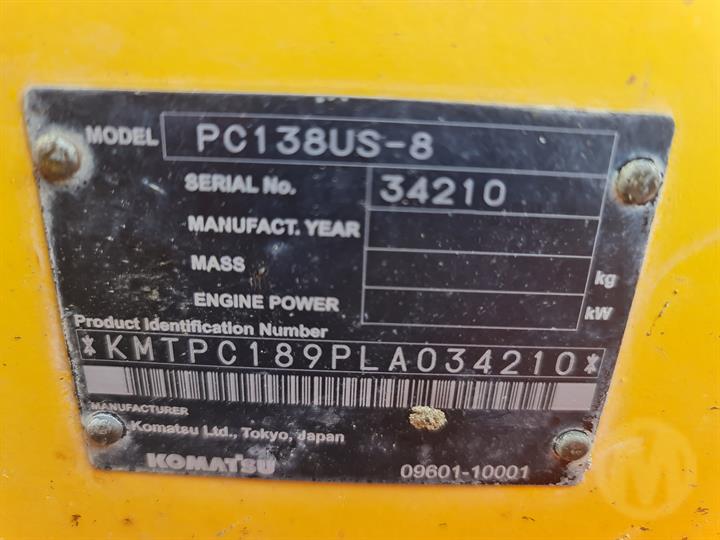 MODEL PC138US-8
SERIAL No. 34210
MANUFACT. YEAR
MASS kg
ENGINE POWER kW
Product Identification Number
*KMTPC189PLA034210*
MANUFACTURER
Komatsu Ltd., Tokyo, Japan
KOMATSU 09601-10001
M